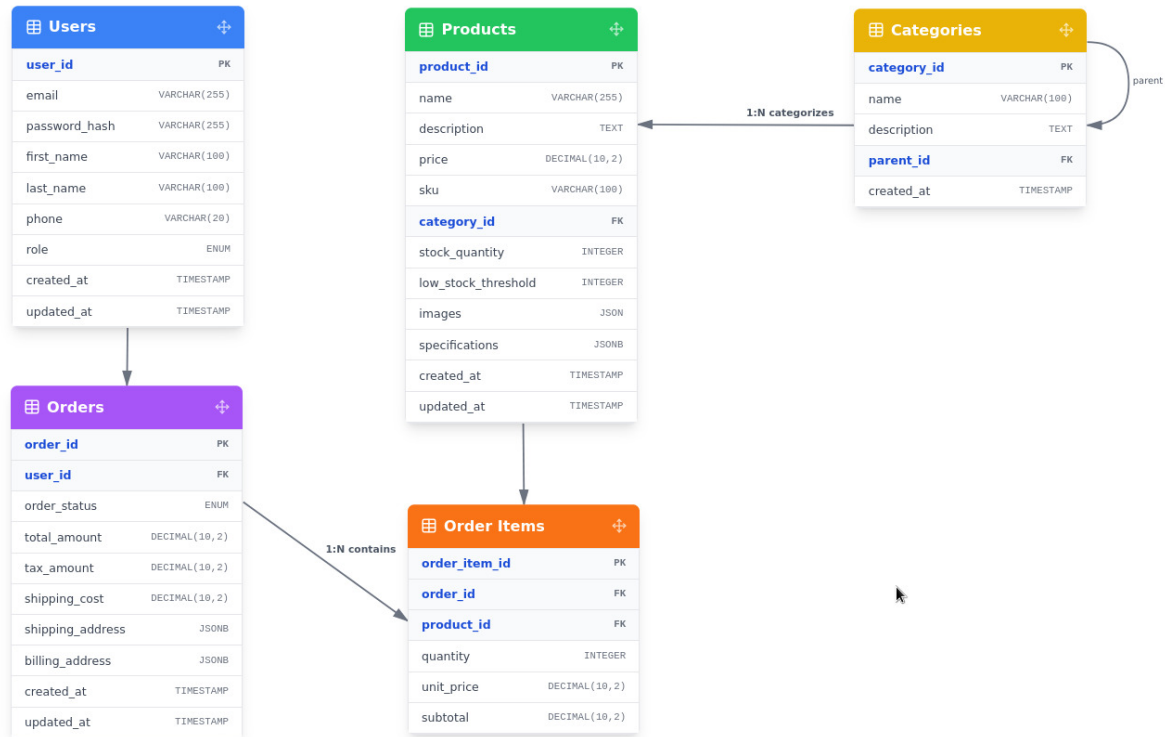 Users
user_id PK
email VARCHAR(255)
password_hash VARCHAR(255)
first_name VARCHAR(100)
last_name VARCHAR(100)
phone VARCHAR(20)
role ENUM
created_at TIMESTAMP
updated_at TIMESTAMP
Products
product_id PK
name VARCHAR(255)
description TEXT
price DECIMAL(10,2)
sku VARCHAR(100)
category_id FK
stock_quantity INTEGER
low_stock_threshold INTEGER
images JSON
specifications JSONB
created_at TIMESTAMP
updated_at TIMESTAMP
1:N categorizes
Categories
category_id PK
name VARCHAR(100)
description TEXT
parent_id FK
created_at TIMESTAMP
parent
Orders
order_id PK
user_id FK
order_status ENUM
total_amount DECIMAL(10,2)
tax_amount DECIMAL(10,2)
shipping_cost DECIMAL(10,2)
shipping_address JSONB
billing_address JSONB
created_at TIMESTAMP
updated_at TIMESTAMP
1:N contains
Order Items
order_item_id PK
order_id FK
product_id FK
quantity INTEGER
unit_price DECIMAL(10,2)
subtotal DECIMAL(10,2)